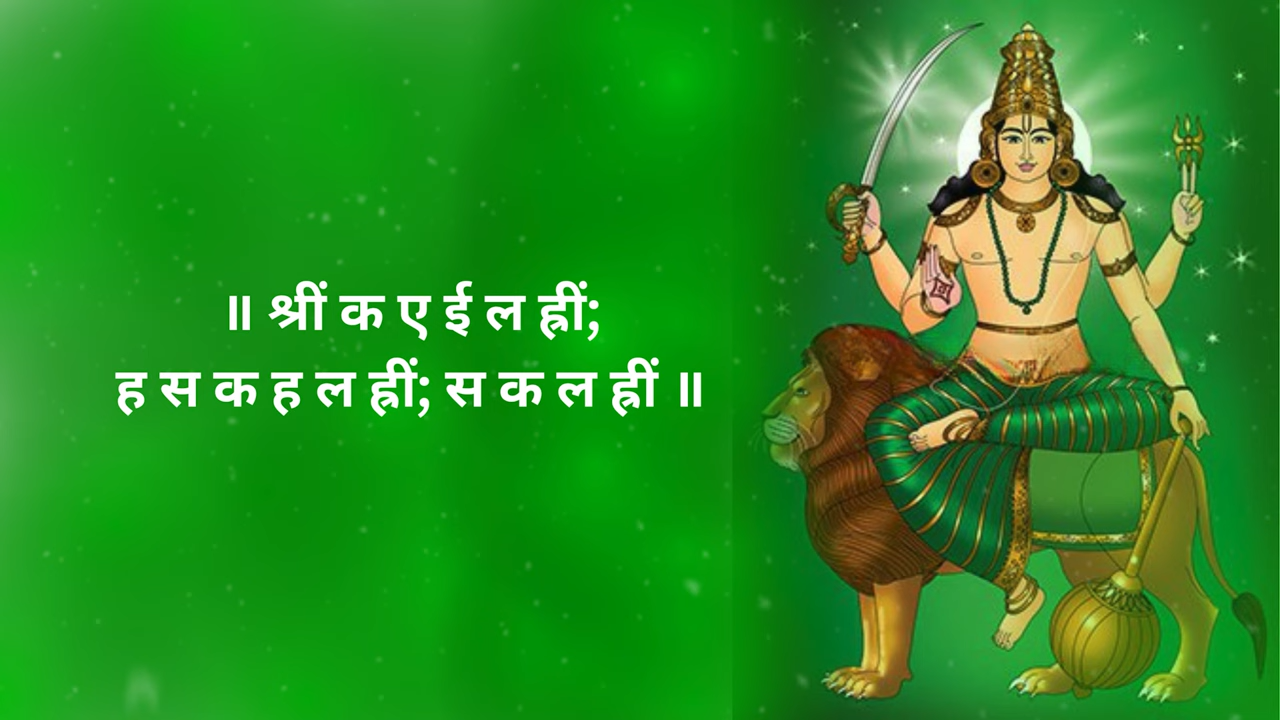 ॥ श्रीं क ए ई ल ह्रीं;
ह स क ह ल ह्रीं; स क ल ह्रीं ॥